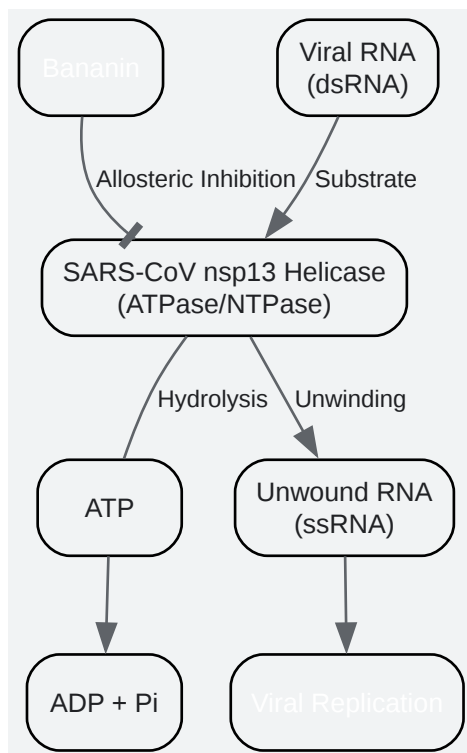 Bananin
Viral RNA
(dsRNA)
Allosteric Inhibition
Substrate
SARS-CoV nsp13 Helicase
(ATPase/NTPase)
Hydrolysis
Unwinding
ATP
Unwound RNA
(ssRNA)
ADP + Pi
Viral Replication